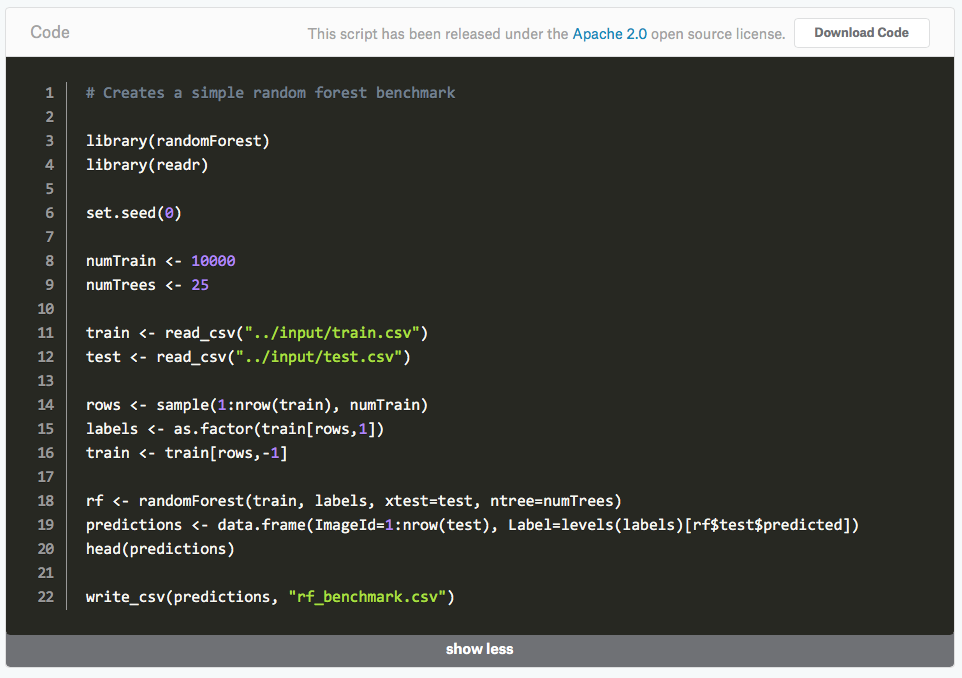 Code
This script has been released under the Apache 2.0 open source license.
Download Code
1 # Creates a simple random forest benchmark
2
3 library(randomForest)
4 library(readr)
5
6 set.seed(0)
7
8 numTrain <- 10000
9 numTrees <- 25
10
11 train <- read_csv("../input/train.csv")
12 test <- read_csv("../input/test.csv")
13
14 rows <- sample(1:nrow(train), numTrain)
15 labels <- as.factor(train[rows,1])
16 train <- train[rows,-1]
17
18 rf <- randomForest(train, labels, xtest=test, ntree=numTrees)
19 predictions <- data.frame(ImageId=1:nrow(test), Label=levels(labels)[rf$test$predicted])
20 head(predictions)
21
22 write_csv(predictions, "rf_benchmark.csv")
show less